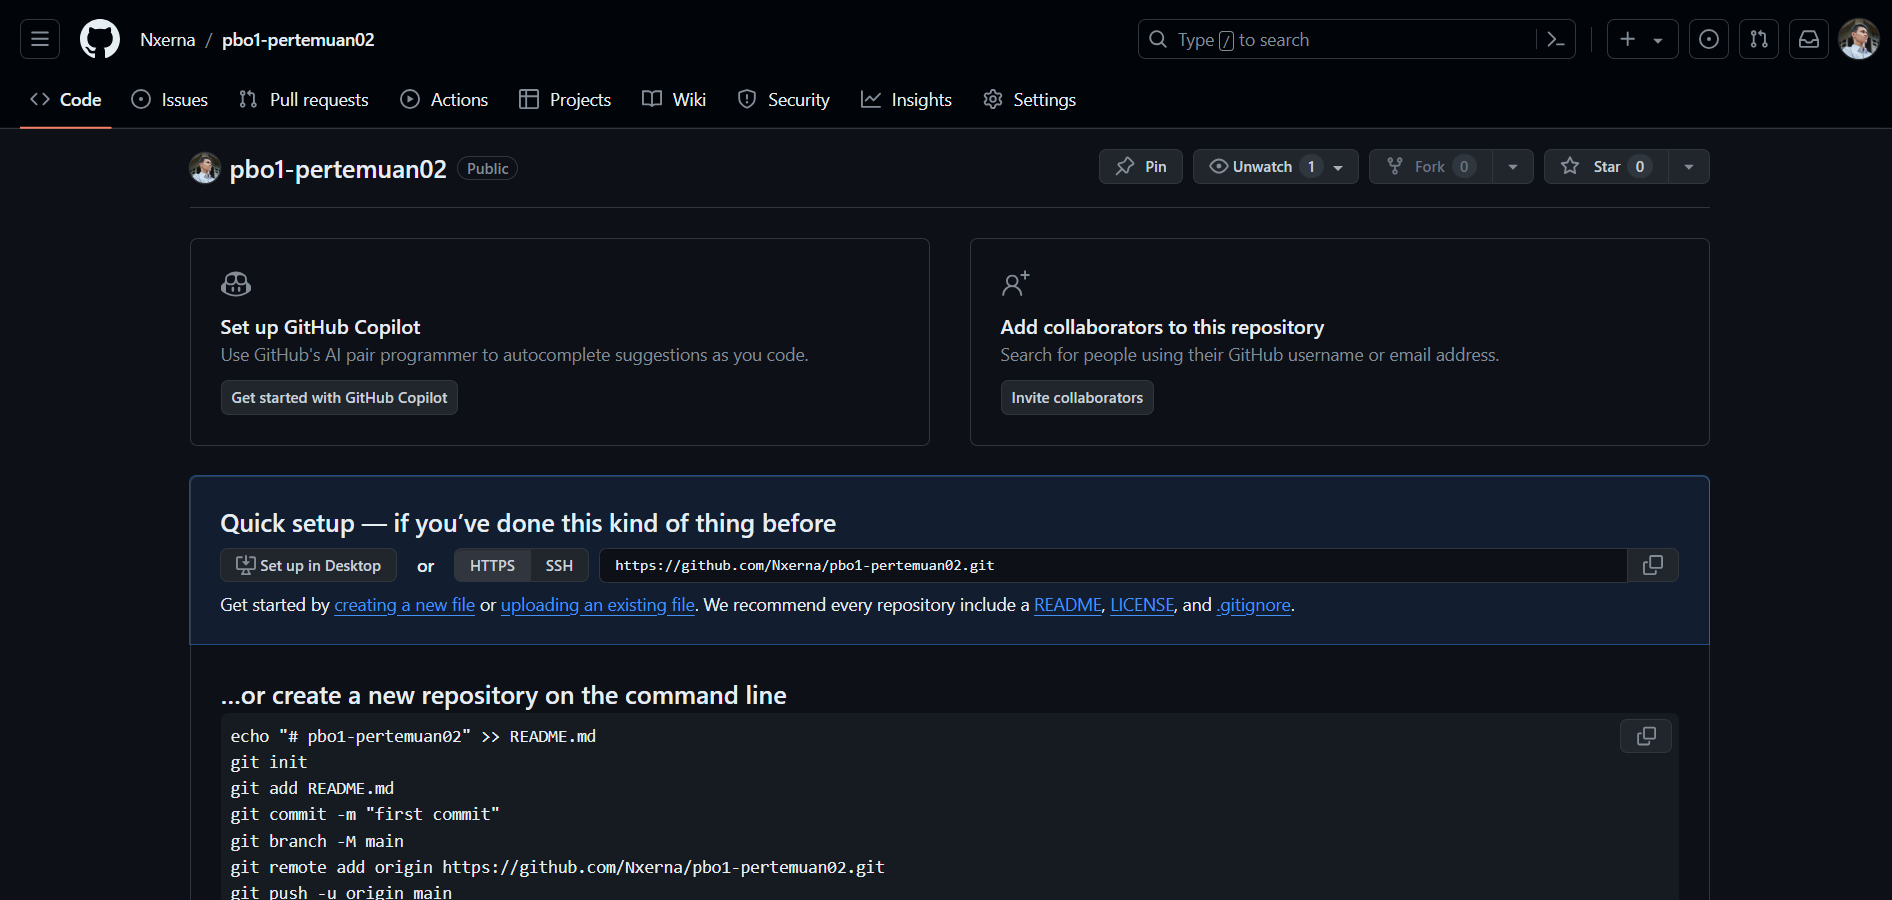 Nxerna / pbo1-pertemuan02
Type / to search
Code Issues Pull requests Actions Projects Wiki Security Insights Settings
pbo1-pertemuan02 Public
Pin Unwatch 1 Fork 0 Star 0
Set up GitHub Copilot
Use GitHub's AI pair programmer to autocomplete suggestions as you code.
Get started with GitHub Copilot
Add collaborators to this repository
Search for people using their GitHub username or email address.
Invite collaborators
Quick setup — if you’ve done this kind of thing before
Set up in Desktop or HTTPS SSH https://github.com/Nxerna/pbo1-pertemuan02.git
Get started by creating a new file or uploading an existing file. We recommend every repository include a README, LICENSE, and .gitignore.
…or create a new repository on the command line
echo "# pbo1-pertemuan02" >> README.md
git init
git add README.md
git commit -m "first commit"
git branch -M main
git remote add origin https://github.com/Nxerna/pbo1-pertemuan02.git
git push -u origin main